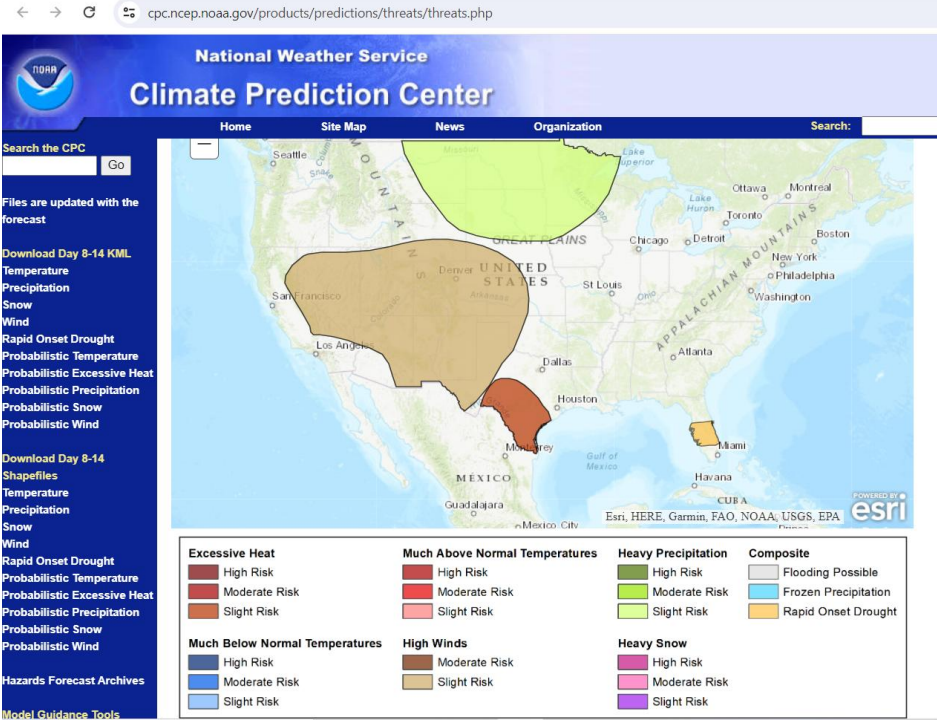 cpc.ncep.noaa.gov/products/predictions/threats/threats.php
NOAA
National Weather Service
Climate Prediction Center
Home Site Map News Organization Search:
Search the CPC
Go
Files are updated with the
forecast
Download Day 8-14 KML
Temperature
Precipitation
Snow
Wind
Rapid Onset Drought
Probabilistic Temperature
Probabilistic Excessive Heat
Probabilistic Precipitation
Probabilistic Snow
Probabilistic Wind
Download Day 8-14
Shapefiles
Temperature
Precipitation
Snow
Wind
Rapid Onset Drought
Probabilistic Temperature
Probabilistic Excessive Heat
Probabilistic Precipitation
Probabilistic Snow
Probabilistic Wind
Hazards Forecast Archives
Model Guidance Tools
Seattle
Snake
MOUNTAINS
Missouri
Lake
Superior
Ottawa
Montreal
Lake
Huron
Toronto
Boston
GREAT PLAINS
Chicago
Detroit
New York
Philadelphia
Washington
APPALACHIAN MOUNTAINS
Denver
UNITED
STATES
St Louis
Ohio
Arkansas
San Francisco
Los Angeles
Atlanta
Dallas
Houston
Monterrey
Gulf of
Mexico
Miami
Havana
CUBA
MÉXICO
Guadalajara
Mexico City
Esri, HERE, Garmin, FAO, NOAA, USGS, EPA
POWERED BY
esri
Excessive Heat
High Risk
Moderate Risk
Slight Risk
Much Above Normal Temperatures
High Risk
Moderate Risk
Slight Risk
Heavy Precipitation
High Risk
Moderate Risk
Slight Risk
Composite
Flooding Possible
Frozen Precipitation
Rapid Onset Drought
Much Below Normal Temperatures
High Risk
Moderate Risk
Slight Risk
High Winds
Moderate Risk
Slight Risk
Heavy Snow
High Risk
Moderate Risk
Slight Risk